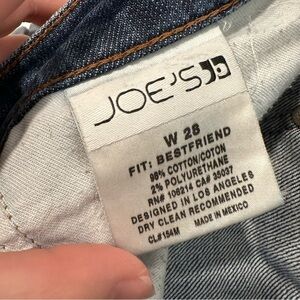 JOE'S
W 26
FIT: BESTFRIEND
98% COTTON/COTON
2% POLYURETHANE
RN# 106214 CA# 35037
DESIGNED IN LOS ANGELES
DRY CLEAN RECOMMENDED
CL# 154M MADE IN MEXICO